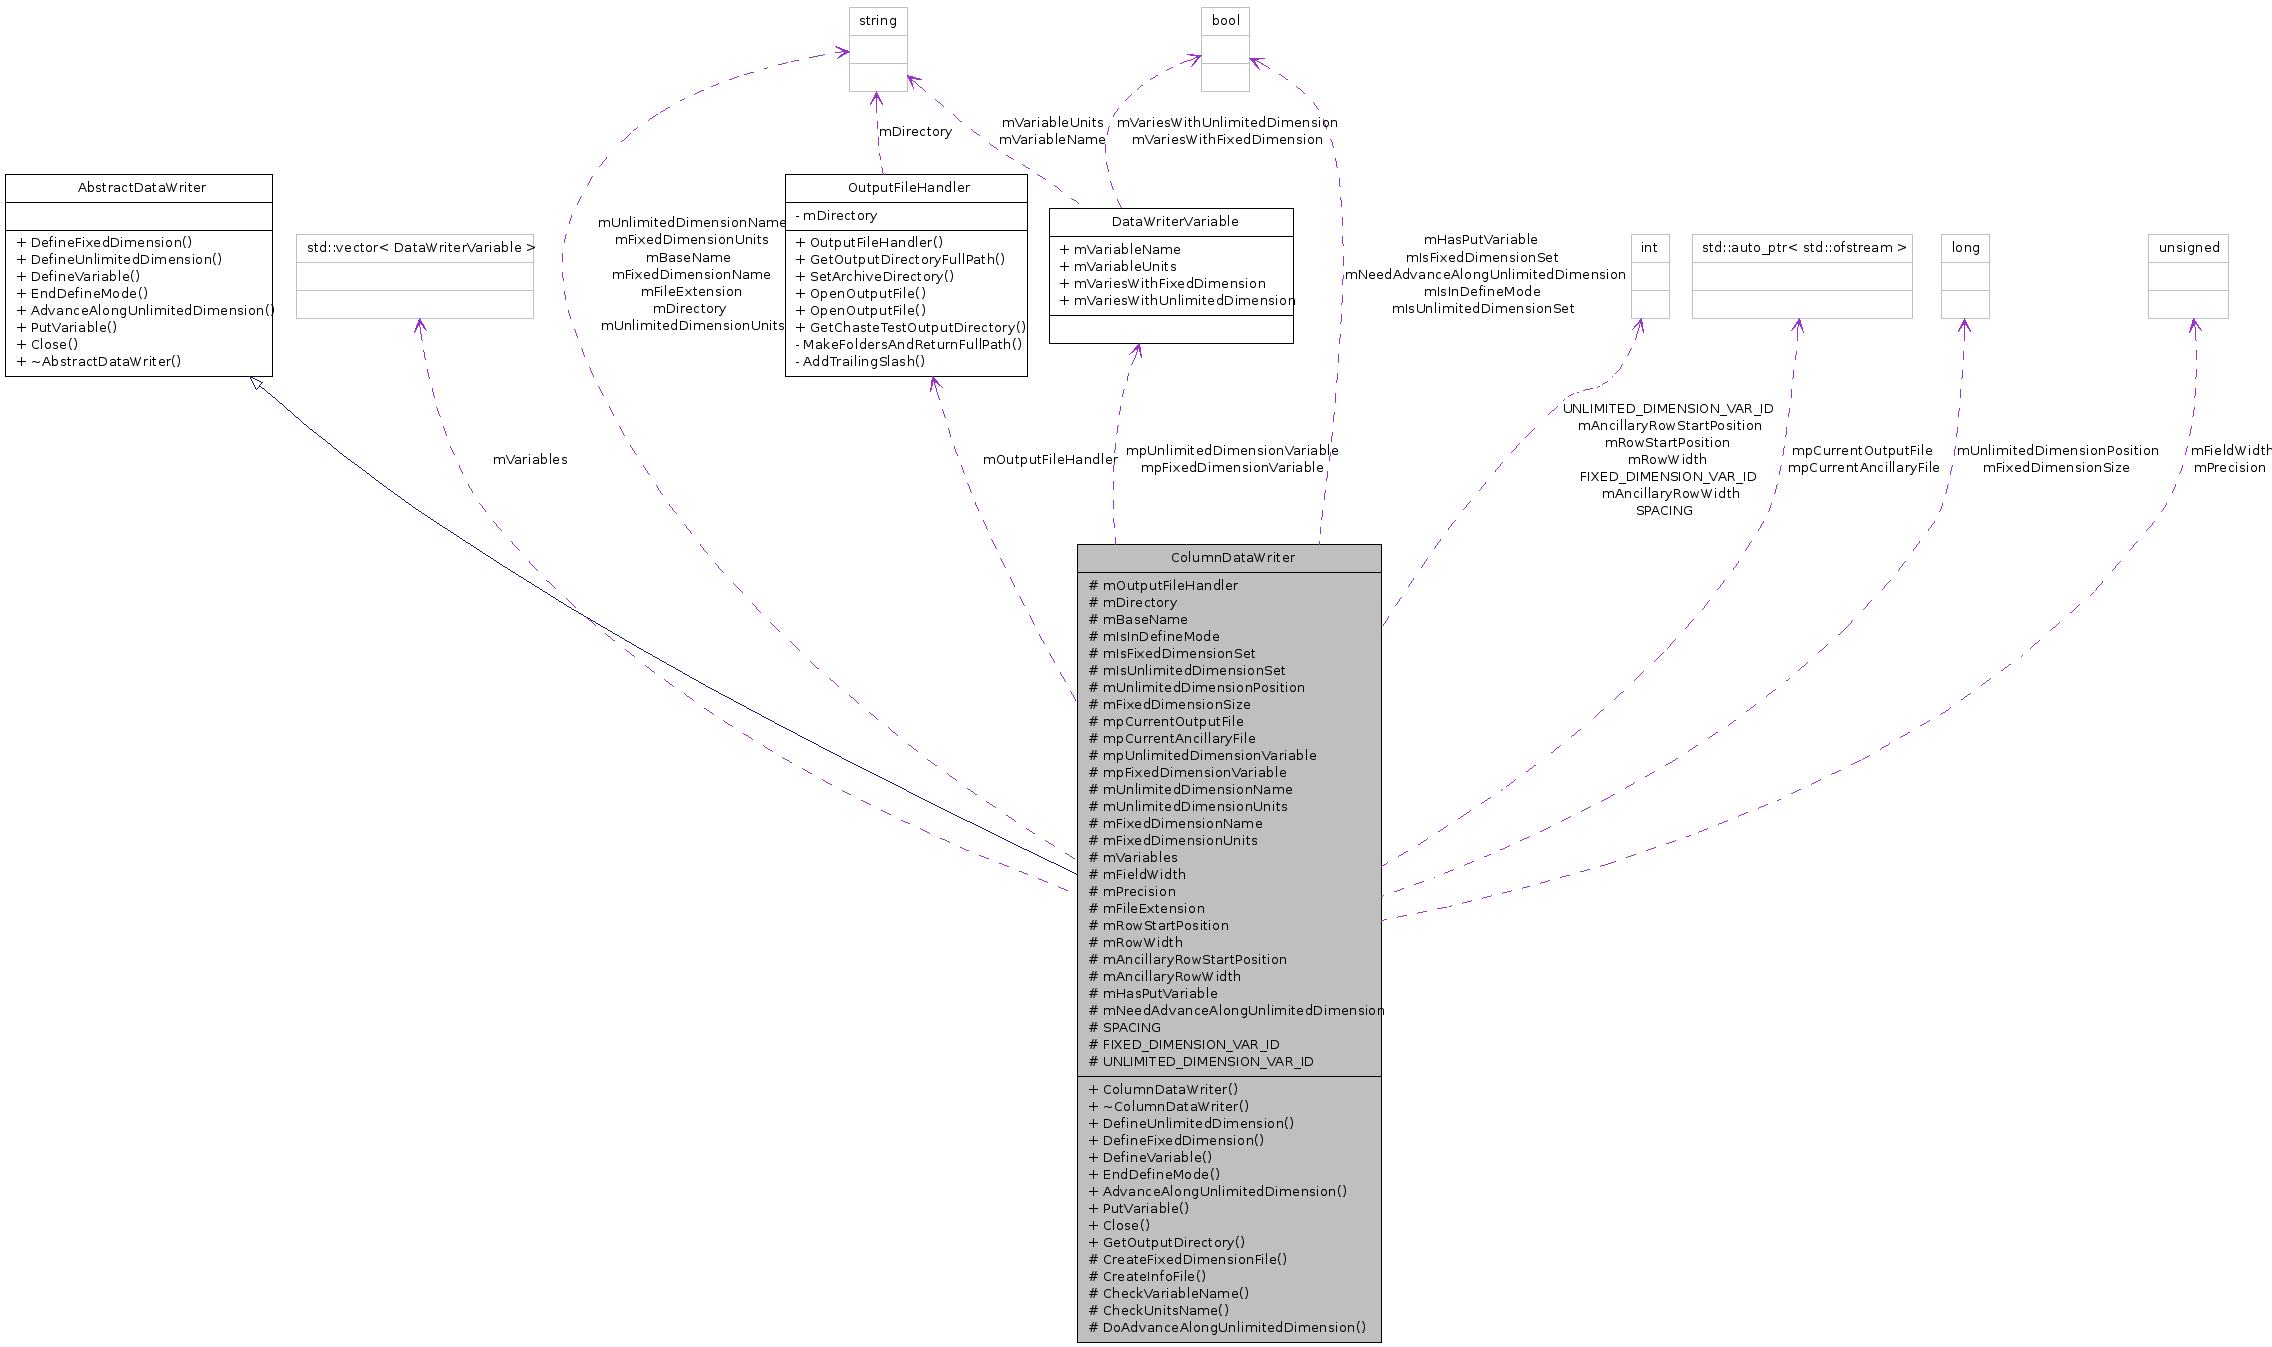 string
bool
mDirectory
mVariableUnits
mVariableName
mVariesWithUnlimitedDimension
mVariesWithFixedDimension
AbstractDataWriter
+ DefineFixedDimension()
+ DefineUnlimitedDimension()
+ DefineVariable()
+ EndDefineMode()
+ AdvanceAlongUnlimitedDimension()
+ PutVariable()
+ Close()
+ ~AbstractDataWriter()
std::vector< DataWriterVariable >
mUnlimitedDimensionName
mFixedDimensionUnits
mBaseName
mFixedDimensionName
mFileExtension
mDirectory
mUnlimitedDimensionUnits
OutputFileHandler
- mDirectory
+ OutputFileHandler()
+ GetOutputDirectoryFullPath()
+ SetArchiveDirectory()
+ OpenOutputFile()
+ OpenOutputFile()
+ GetChasteTestOutputDirectory()
- MakeFoldersAndReturnFullPath()
- AddTrailingSlash()
DataWriterVariable
+ mVariableName
+ mVariableUnits
+ mVariesWithFixedDimension
+ mVariesWithUnlimitedDimension
mHasPutVariable
mIsFixedDimensionSet
mNeedAdvanceAlongUnlimitedDimension
mIsInDefineMode
mIsUnlimitedDimensionSet
int
std::auto_ptr< std::ofstream >
long
unsigned
mVariables
mOutputFileHandler
mpUnlimitedDimensionVariable
mpFixedDimensionVariable
UNLIMITED_DIMENSION_VAR_ID
mAncillaryRowStartPosition
mRowStartPosition
mRowWidth
FIXED_DIMENSION_VAR_ID
mAncillaryRowWidth
SPACING
mpCurrentOutputFile
mpCurrentAncillaryFile
mUnlimitedDimensionPosition
mFixedDimensionSize
mFieldWidth
mPrecision
ColumnDataWriter
# mOutputFileHandler
# mDirectory
# mBaseName
# mIsInDefineMode
# mIsFixedDimensionSet
# mIsUnlimitedDimensionSet
# mUnlimitedDimensionPosition
# mFixedDimensionSize
# mpCurrentOutputFile
# mpCurrentAncillaryFile
# mpUnlimitedDimensionVariable
# mpFixedDimensionVariable
# mUnlimitedDimensionName
# mUnlimitedDimensionUnits
# mFixedDimensionName
# mFixedDimensionUnits
# mVariables
# mFieldWidth
# mPrecision
# mFileExtension
# mRowStartPosition
# mRowWidth
# mAncillaryRowStartPosition
# mAncillaryRowWidth
# mHasPutVariable
# mNeedAdvanceAlongUnlimitedDimension
# SPACING
# FIXED_DIMENSION_VAR_ID
# UNLIMITED_DIMENSION_VAR_ID
+ ColumnDataWriter()
+ ~ColumnDataWriter()
+ DefineUnlimitedDimension()
+ DefineFixedDimension()
+ DefineVariable()
+ EndDefineMode()
+ AdvanceAlongUnlimitedDimension()
+ PutVariable()
+ Close()
+ GetOutputDirectory()
# CreateFixedDimensionFile()
# CreateInfoFile()
# CheckVariableName()
# CheckUnitsName()
# DoAdvanceAlongUnlimitedDimension()